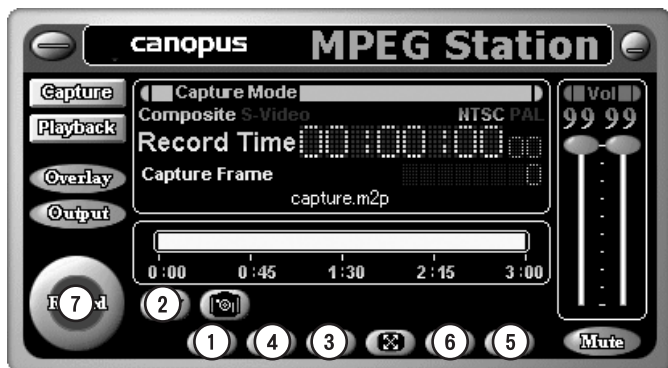 canopus MPEG Station
Capture
Playback
Overlay
Output
Capture Mode
Composite S-Video NTSC PAL
Record Time 00:00:00 00
Capture Frame 0
capture.m2p
0:00 0:45 1:30 2:15 3:00
Vol
99 99
7
2
1 4 3 6 5
Mute